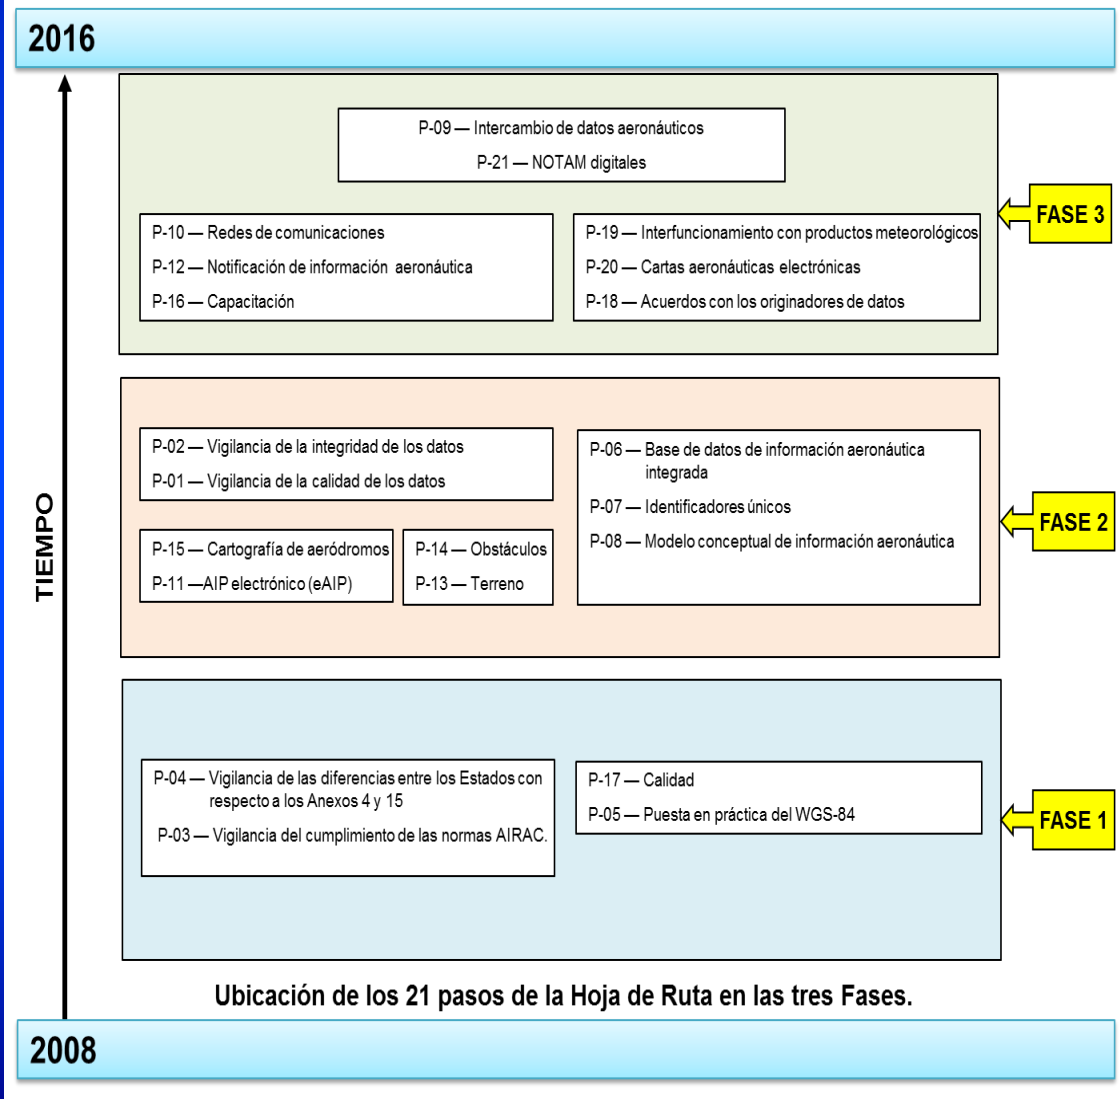 2016
P-09 — Intercambio de datos aeronáuticos
P-21 — NOTAM digitales
FASE 3
P-10 — Redes de comunicaciones
P-12 — Notificación de información aeronáutica
P-16 — Capacitación
P-19 — Interfuncionamiento con productos meteorológicos
P-20 — Cartas aeronáuticas electrónicas
P-18 — Acuerdos con los originadores de datos
P-02 — Vigilancia de la integridad de los datos
P-01 — Vigilancia de la calidad de los datos
P-06 — Base de datos de información aeronáutica
integrada
P-07 — Identificadores únicos
P-08 — Modelo conceptual de información aeronáutica
FASE 2
TIEMPO
P-15 — Cartografía de aeródromos
P-11 —AIP electrónico (eAIP)
P-14 — Obstáculos
P-13 — Terreno
P-04 — Vigilancia de las diferencias entre los Estados con
respecto a los Anexos 4 y 15
P-03 — Vigilancia del cumplimiento de las normas AIRAC.
P-17 — Calidad
P-05 — Puesta en práctica del WGS-84
FASE 1
Ubicación de los 21 pasos de la Hoja de Ruta en las tres Fases.
2008